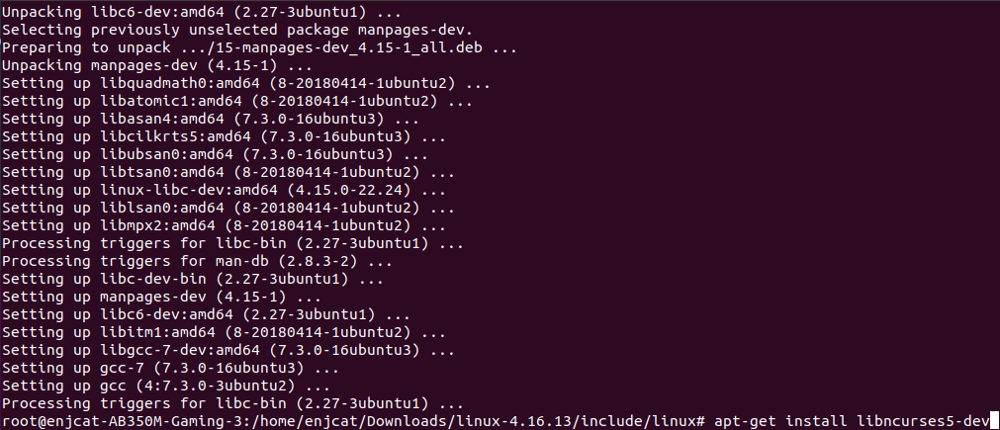 Unpacking libc6-dev:amd64 (2.27-3ubuntu1) ...
Selecting previously unselected package manpages-dev.
Preparing to unpack .../15-manpages-dev_4.15-1_all.deb ...
Unpacking manpages-dev (4.15-1) ...
Setting up libquadmath0:amd64 (8-20180414-1ubuntu2) ...
Setting up libatomic1:amd64 (8-20180414-1ubuntu2) ...
Setting up libasan4:amd64 (7.3.0-16ubuntu3) ...
Setting up libcilkrts5:amd64 (7.3.0-16ubuntu3) ...
Setting up libubsan0:amd64 (7.3.0-16ubuntu3) ...
Setting up libtsan0:amd64 (8-20180414-1ubuntu2) ...
Setting up linux-libc-dev:amd64 (4.15.0-22.24) ...
Setting up liblsan0:amd64 (8-20180414-1ubuntu2) ...
Setting up libmpx2:amd64 (8-20180414-1ubuntu2) ...
Processing triggers for libc-bin (2.27-3ubuntu1) ...
Processing triggers for man-db (2.8.3-2) ...
Setting up libc-dev-bin (2.27-3ubuntu1) ...
Setting up manpages-dev (4.15-1) ...
Setting up libc6-dev:amd64 (2.27-3ubuntu1) ...
Setting up libitm1:amd64 (8-20180414-1ubuntu2) ...
Setting up libgcc-7-dev:amd64 (7.3.0-16ubuntu3) ...
Setting up gcc-7 (7.3.0-16ubuntu3) ...
Setting up gcc (4:7.3.0-3ubuntu2) ...
Processing triggers for libc-bin (2.27-3ubuntu1) ...
root@enjcat-AB350M-Gaming-3:/home/enjcat/Downloads/linux-4.16.13/include/linux# apt-get install libncurses5-dev